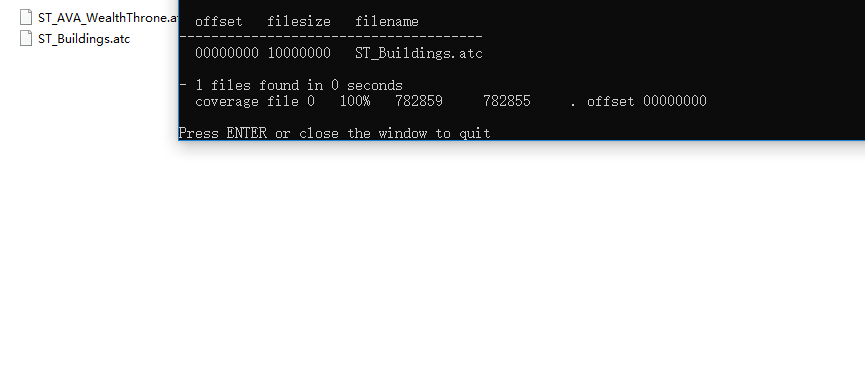 ST_AVA_WealthThrone.a
ST_Buildings.atc
offset filesize filename
------------------------------------
00000000 10000000 ST_Buildings.atc
- 1 files found in 0 seconds
coverage file 0 100% 782859 782855 . offset 00000000
Press ENTER or close the window to quit